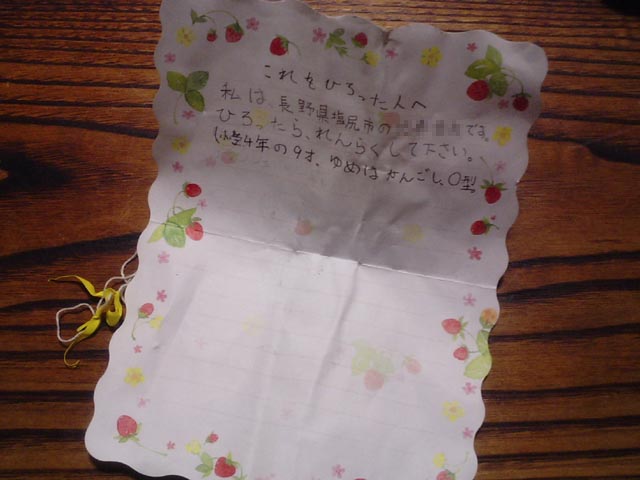 これをひろった人へ
私は、長野県塩尻市の です。
ひろったら、れんらくして下さい。
小学4年の9才、ゆめはかんごし、O型